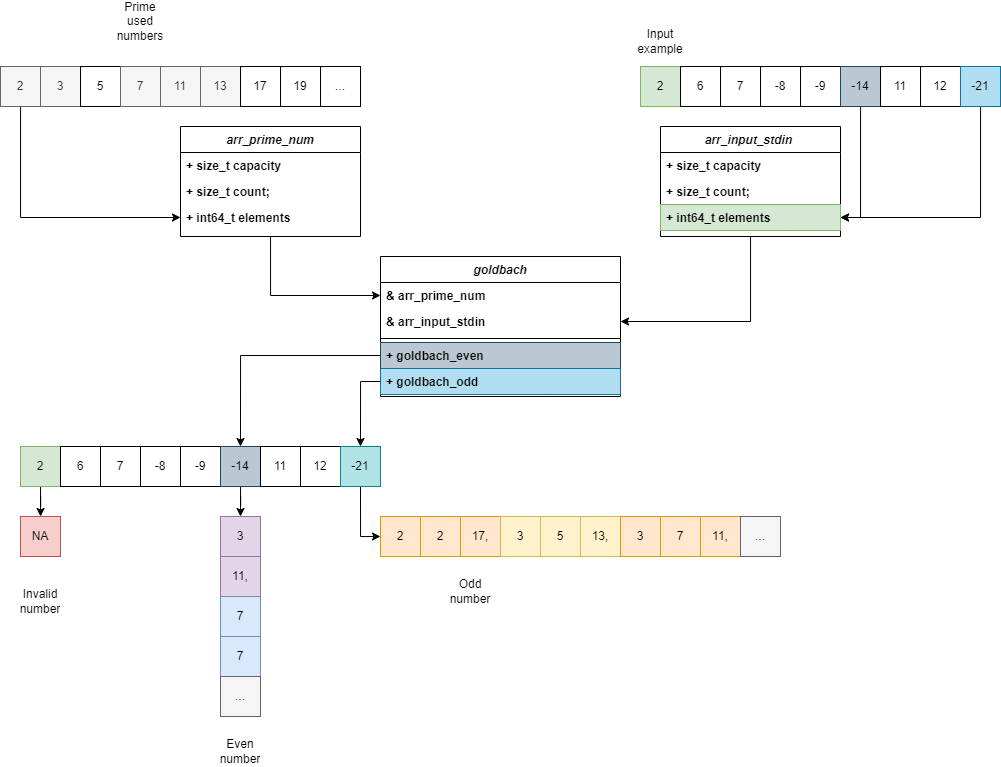 Prime
used
numbers
Input
example
2 3 5 7 11 13 17 19 ...
2 6 7 -8 -9 -14 11 12 -21
arr_prime_num
+ size_t capacity
+ size_t count;
+ int64_t elements
arr_input_stdin
+ size_t capacity
+ size_t count;
+ int64_t elements
goldbach
& arr_prime_num
& arr_input_stdin
+ goldbach_even
+ goldbach_odd
2 6 7 -8 -9 -14 11 12 -21
NA
Invalid
number
3
11,
7
7
...
Even
number
2 2 17, 3 5 13, 3 7 11, ...
Odd
number